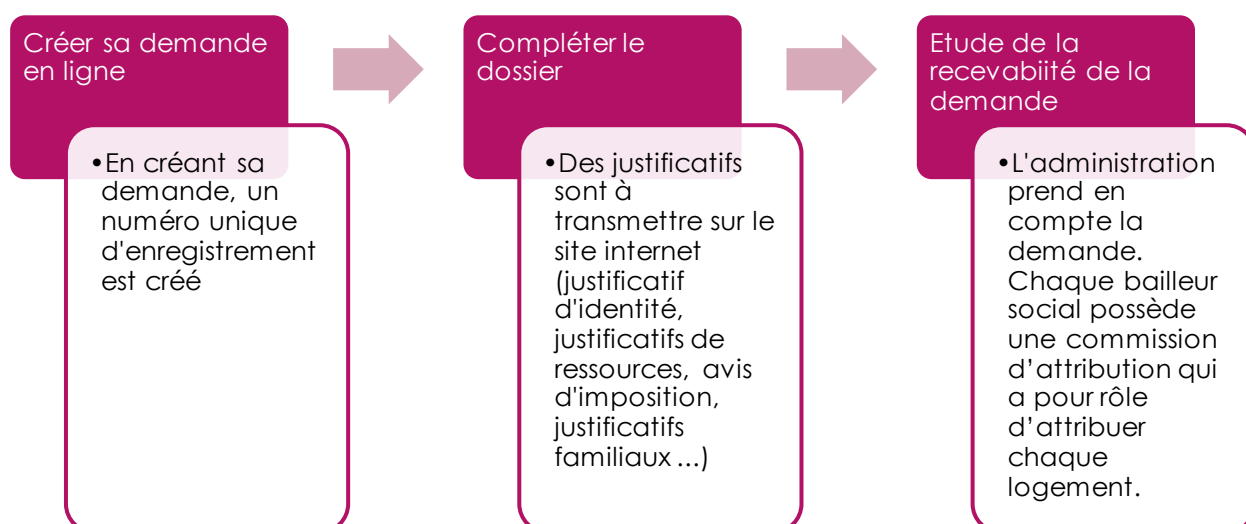 Créer sa demande
en ligne
•En créant sa
demande, un
numéro unique
d'enregistrement
est créé
Compléter le
dossier
•Des justificatifs
sont à
transmettre sur le
site internet
(justificatif
d'identité,
justificatifs de
ressources, avis
d'imposition,
justificatifs
familiaux ...)
Etude de la
recevabiité de la
demande
•L'administration
prend en
compte la
demande.
Chaque bailleur
social possède
une commission
d’attribution qui
a pour rôle
d’attribuer
chaque
logement.